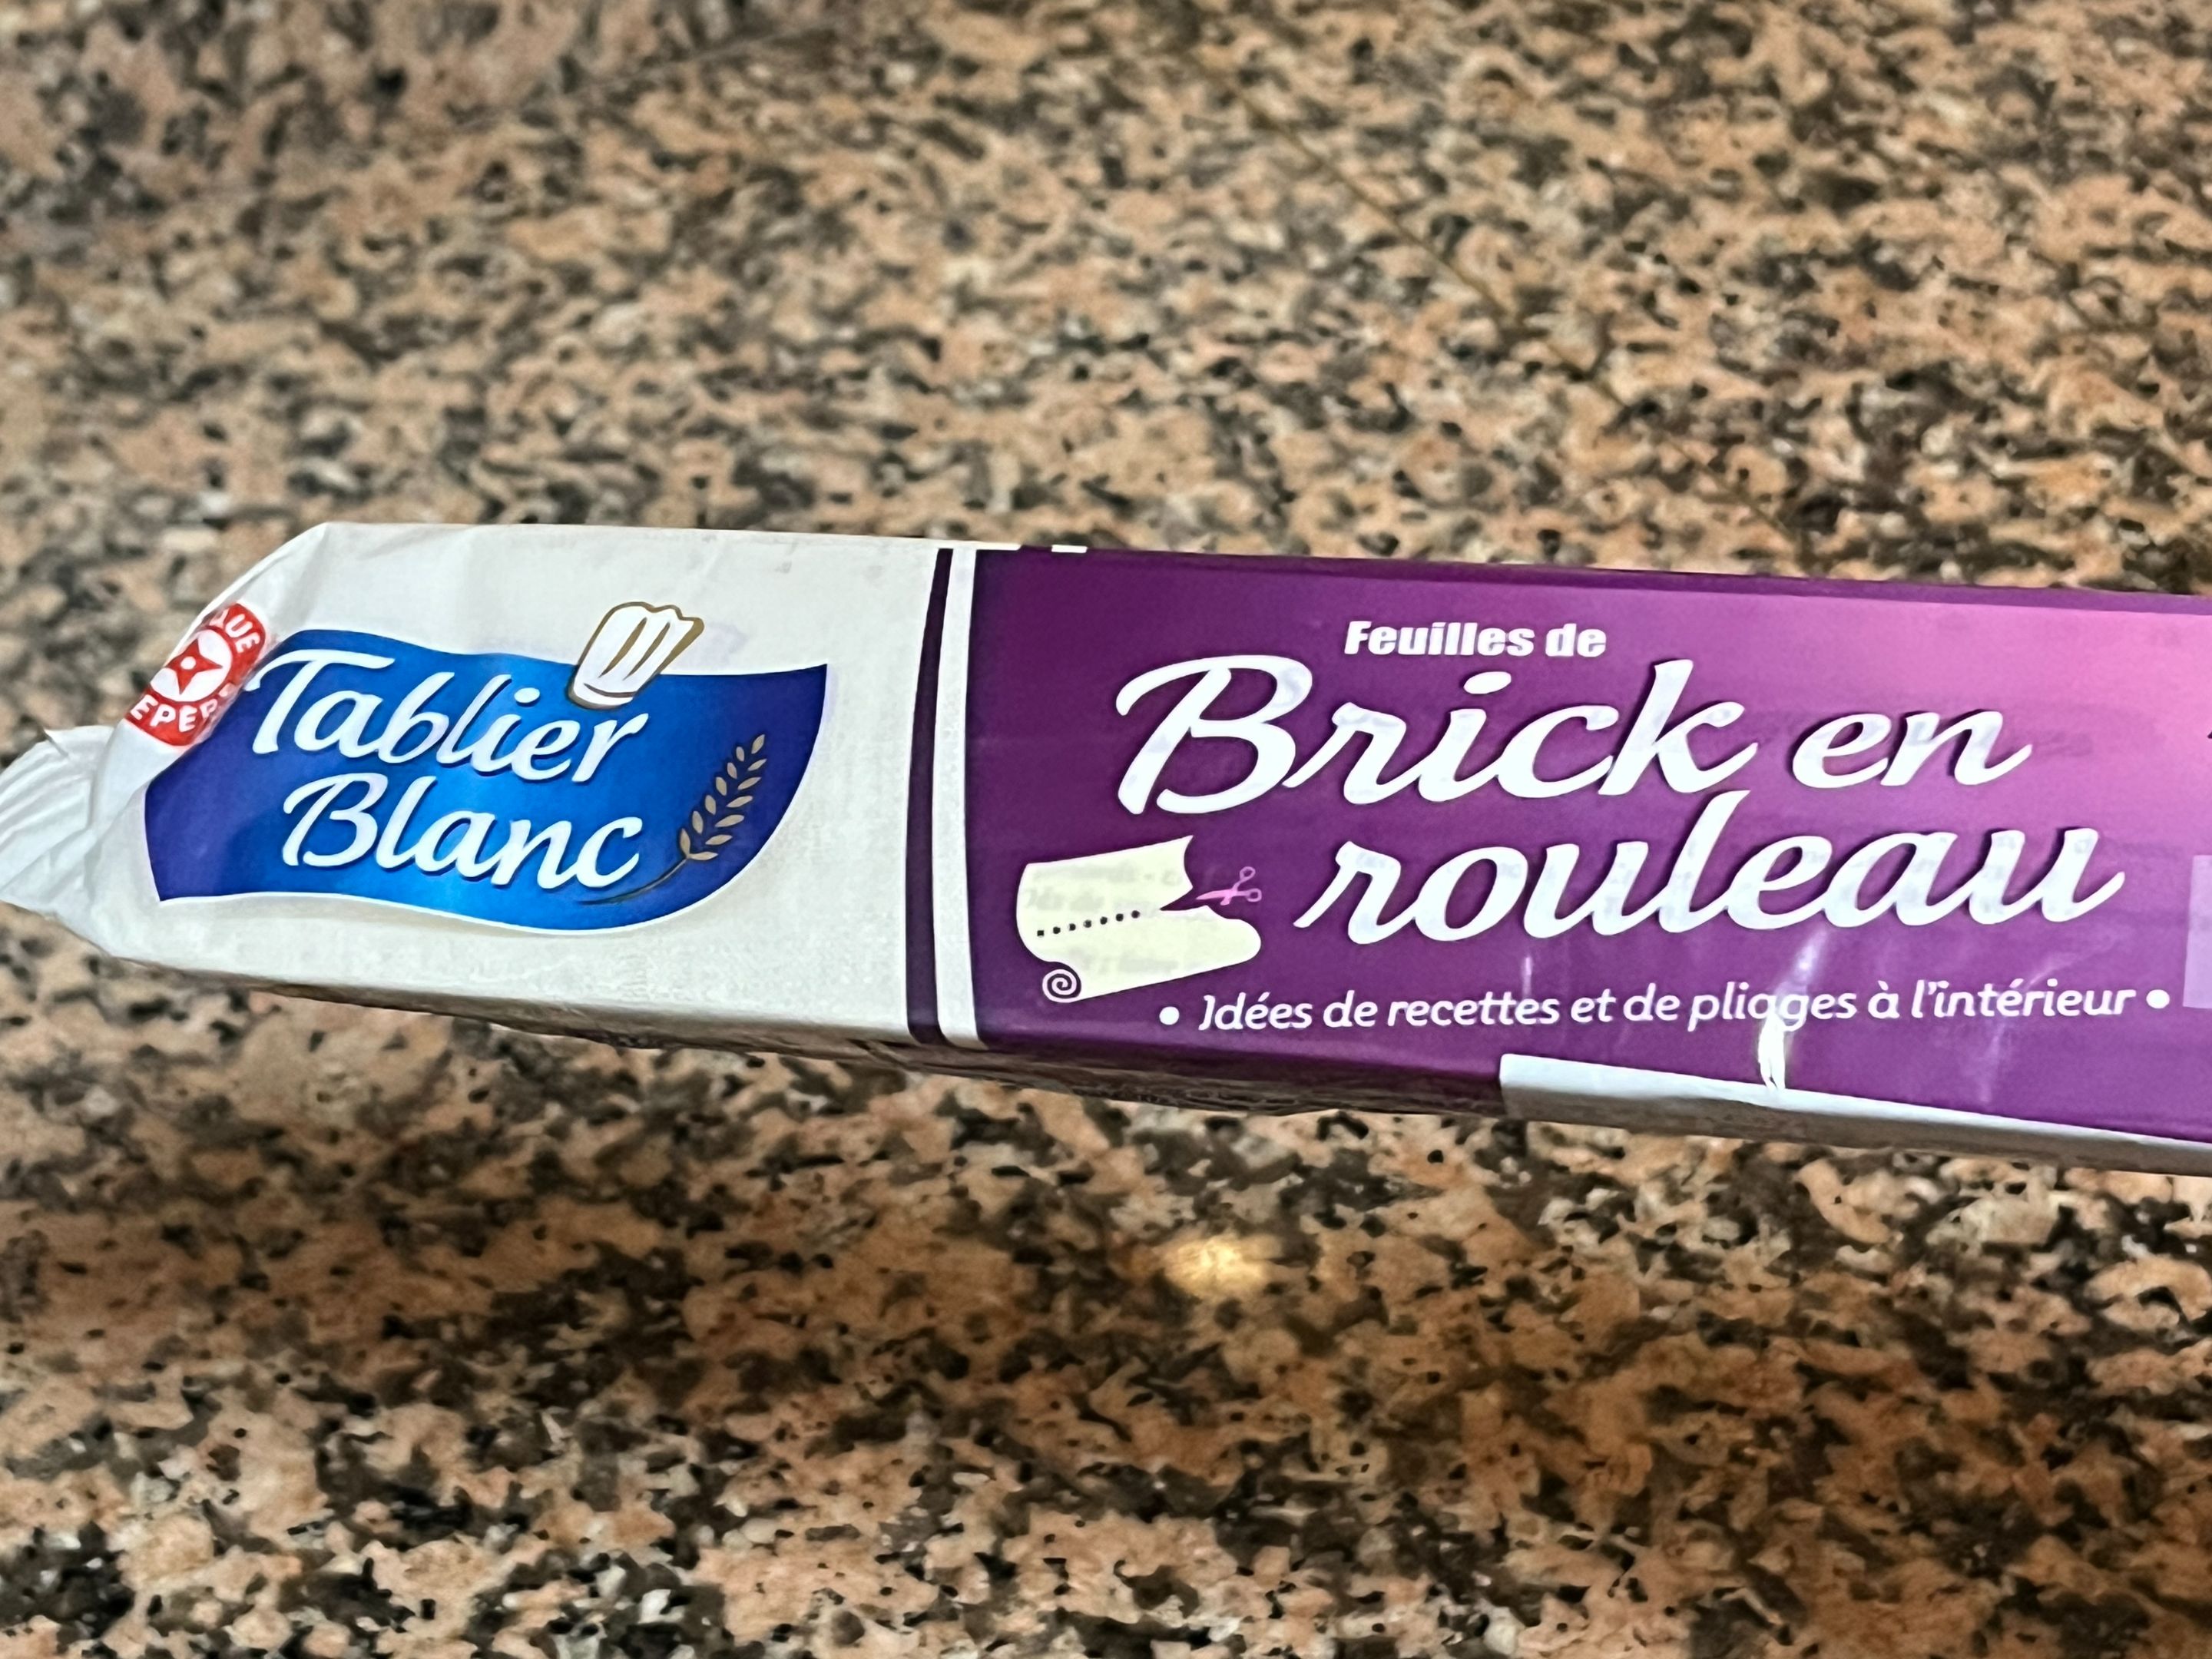 Tablier
Blanc
Feuilles de
Brick en
rouleau
• Idées de recettes et de pliages à l'intérieur •